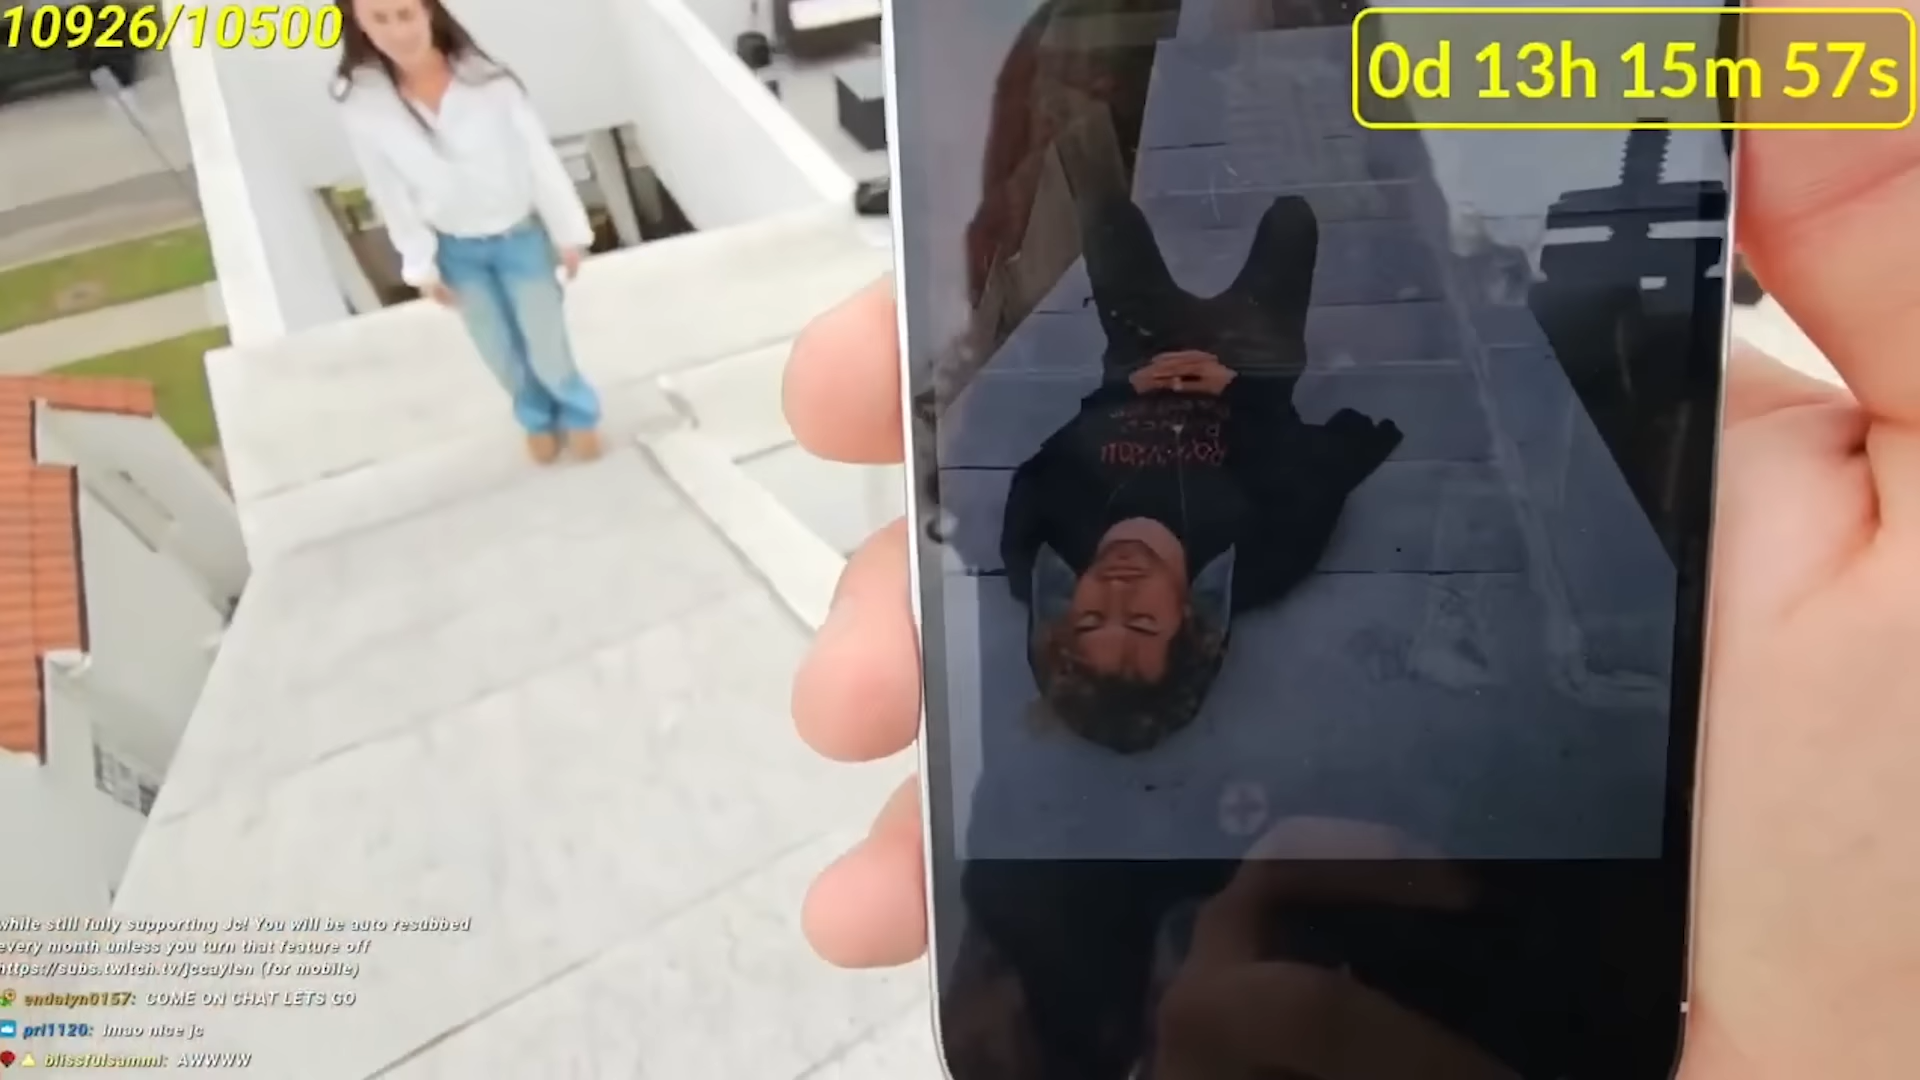 10926/10500
0d 13h 15m 57s
while still fully supporting Jc! You will be auto resubbed
every month unless you turn that feature off
https://subs.twitch.tv/jccaylen (for mobile)
endalyn0157: COME ON CHAT LETS GO
pri1120: lmao nice jc
blissfulsammi: AWWWW